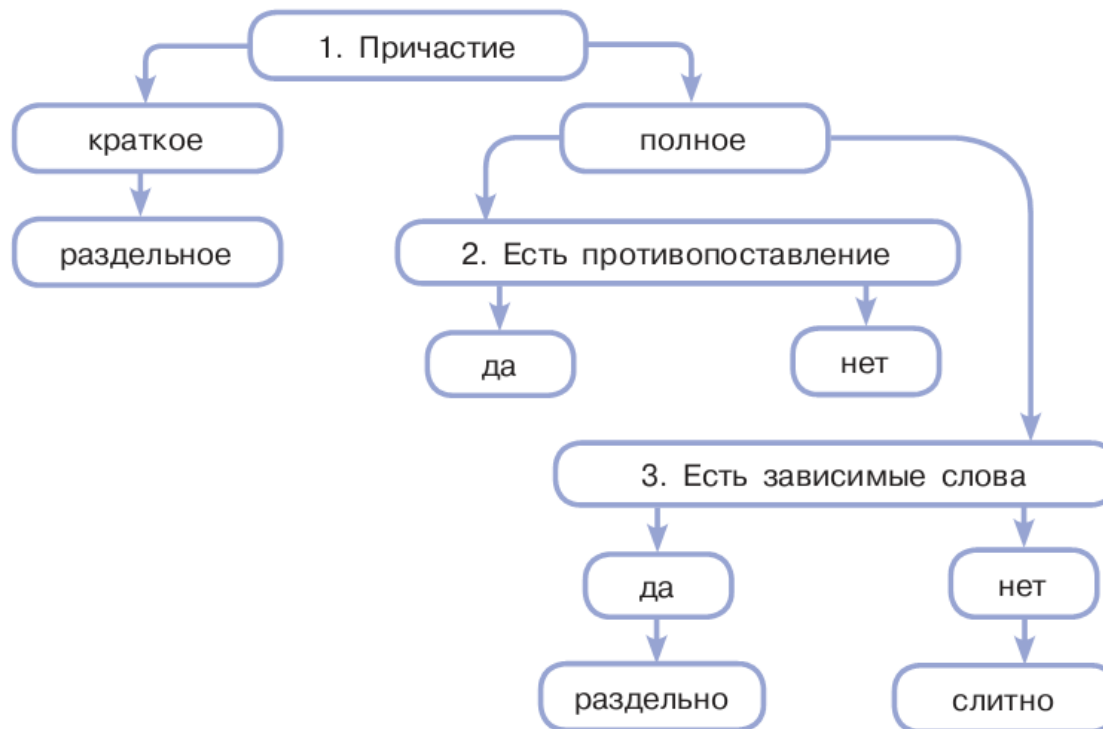 1. Причастие
краткое
полное
раздельное
2. Есть противопоставление
да
нет
3. Есть зависимые слова
да
нет
раздельно
слитно